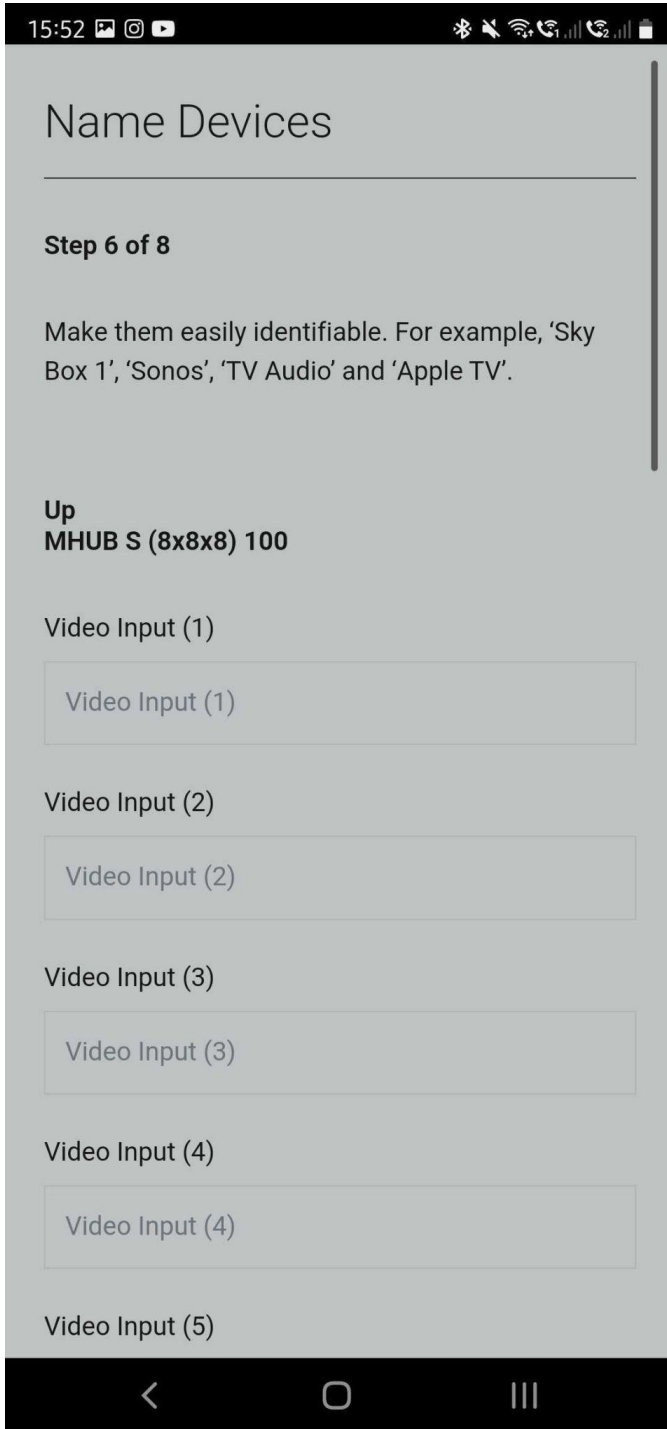 15:52
Name Devices
Step 6 of 8
Make them easily identifiable. For example, ‘Sky
Box 1’, ‘Sonos’, ‘TV Audio’ and ‘Apple TV’.
Up
MHUB S (8x8x8) 100
Video Input (1)
Video Input (1)
Video Input (2)
Video Input (2)
Video Input (3)
Video Input (3)
Video Input (4)
Video Input (4)
Video Input (5)